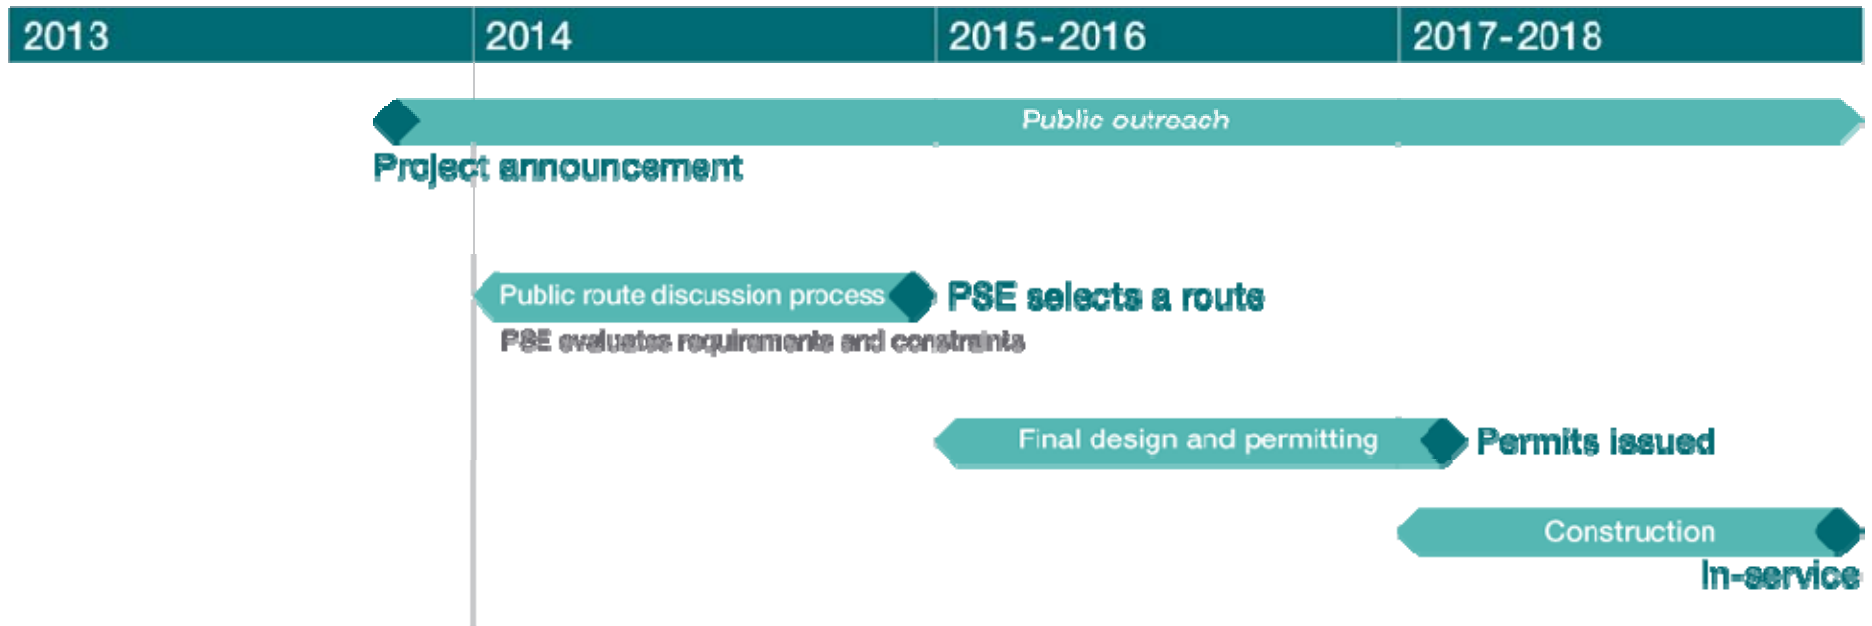 2013 2014 2015-2016 2017-2018
Public outreach
Project announcement
Public route discussion process PSE selects a route
PSE evaluates requirements and constraints
Final design and permitting Permits issued
Construction
In-service